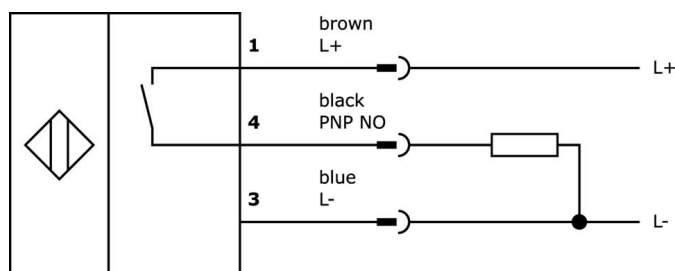 brown
1 L+
L+
black
4 PNP NO
blue
3 L-
L-